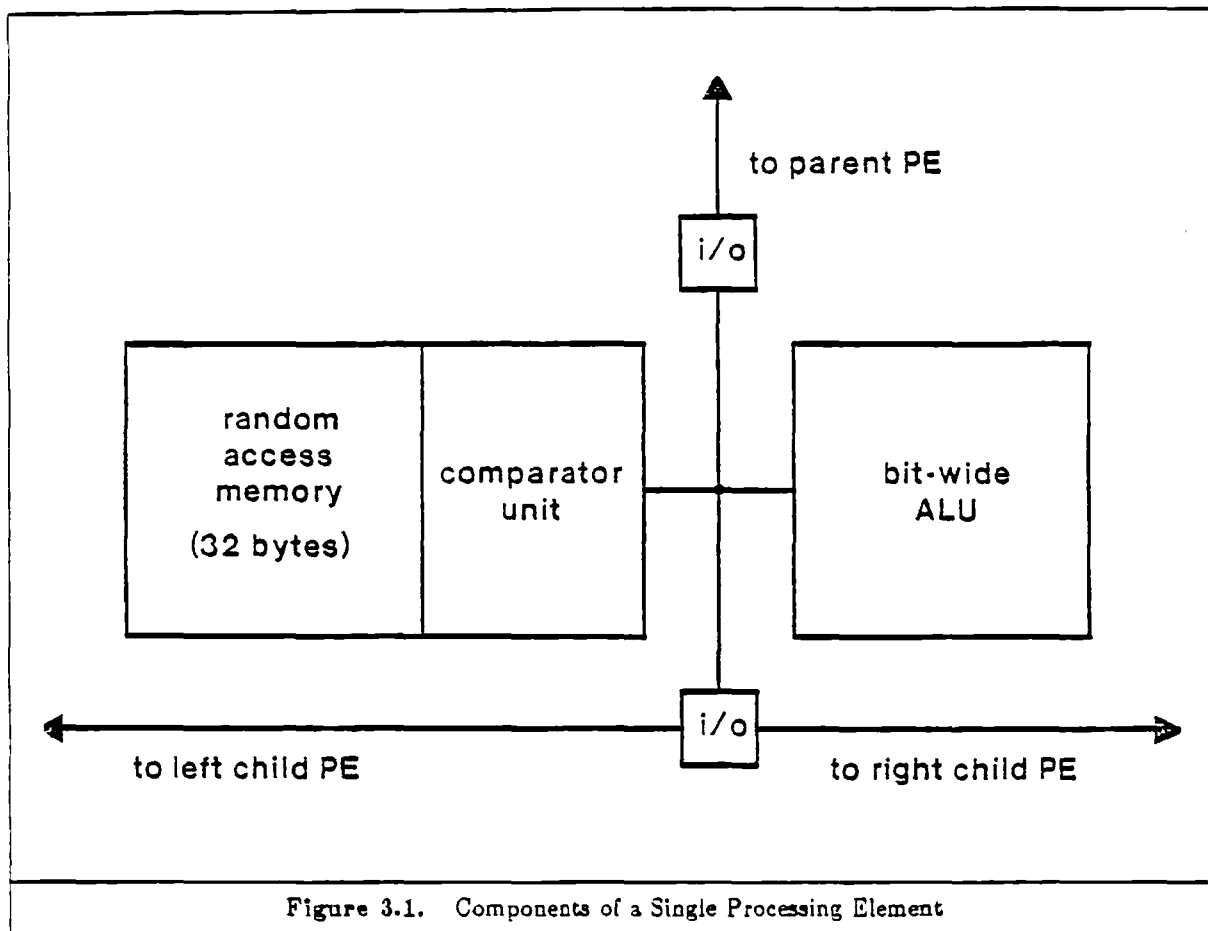 to parent PE
i/o
random
access
memory
(32 bytes)
comparator
unit
bit-wide
ALU
i/o
to left child PE
to right child PE
Figure 3.1. Components of a Single Processing Element